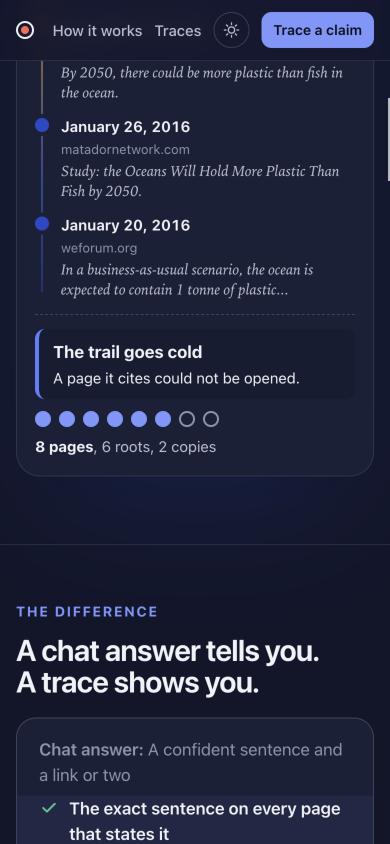 How it works Traces Trace a claim
By 2050, there could be more plastic than fish in
the ocean.
January 26, 2016
matadornetwork.com
Study: the Oceans Will Hold More Plastic Than
Fish by 2050.
January 20, 2016
weforum.org
In a business-as-usual scenario, the ocean is
expected to contain 1 tonne of plastic...
The trail goes cold
A page it cites could not be opened.
8 pages, 6 roots, 2 copies
THE DIFFERENCE
A chat answer tells you.
A trace shows you.
Chat answer: A confident sentence and
a link or two
The exact sentence on every page
that states it